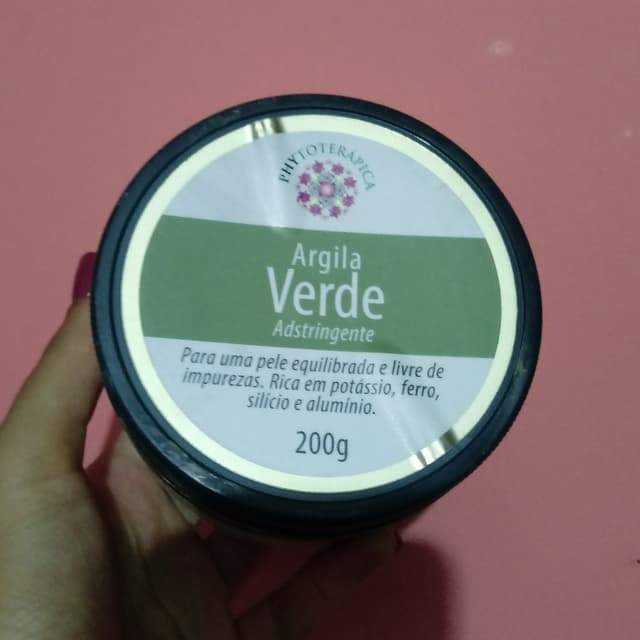 PHYTOTERÁPICA
Argila
Verde
Adstringente
Para uma pele equilibrada e livre de
impurezas. Rica em potássio, ferro,
silício e alumínio.
200g